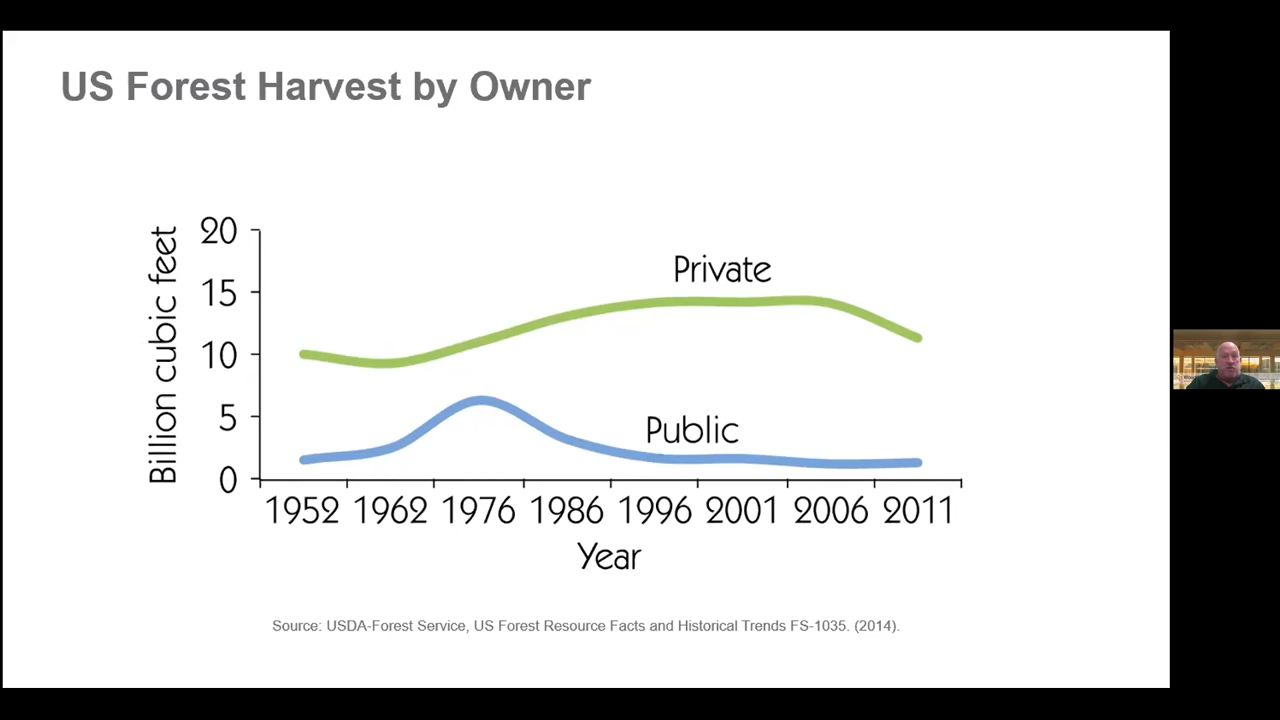 US Forest Harvest by Owner
Billion cubic feet
20
15
10
5
0
Private
Public
1952 1962 1976 1986 1996 2001 2006 2011
Year
Source: USDA-Forest Service, US Forest Resource Facts and Historical Trends FS-1035. (2014).